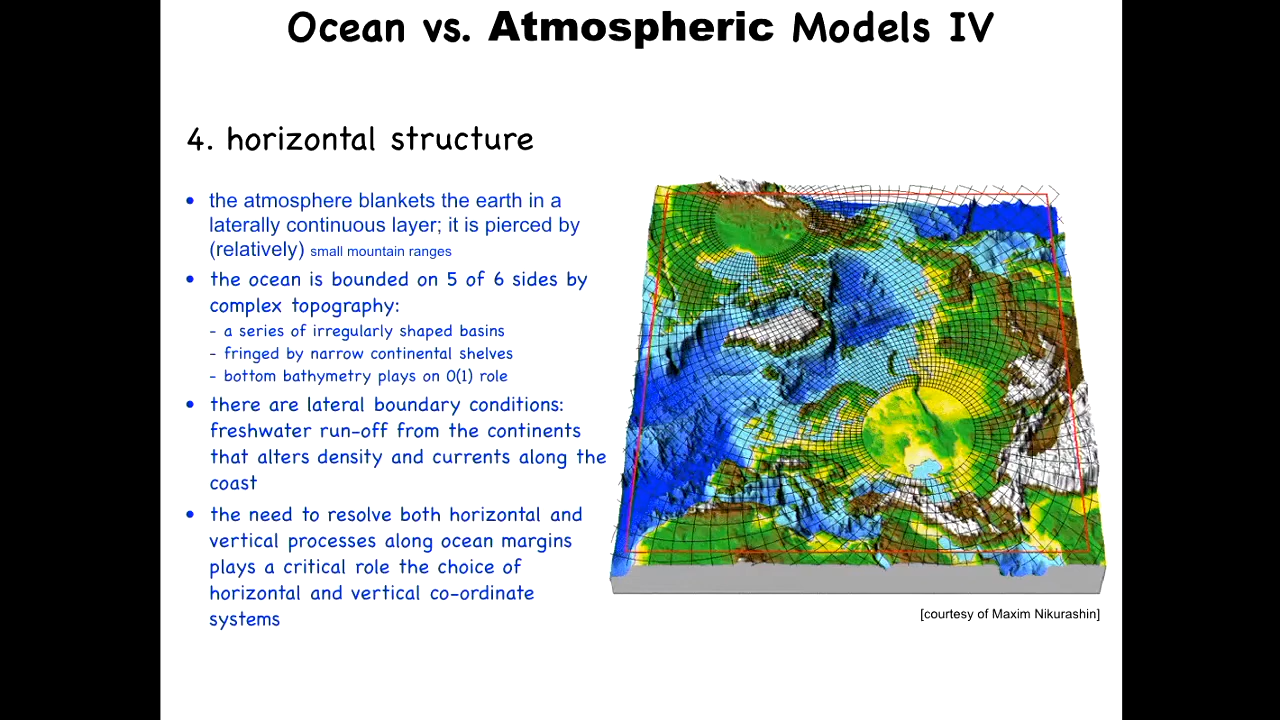 Ocean vs. Atmospheric Models IV
4. horizontal structure
• the atmosphere blankets the earth in a
laterally continuous layer; it is pierced by
(relatively) small mountain ranges
• the ocean is bounded on 5 of 6 sides by
complex topography:
- a series of irregularly shaped basins
- fringed by narrow continental shelves
- bottom bathymetry plays on O(1) role
• there are lateral boundary conditions:
freshwater run-off from the continents
that alters density and currents along the
coast
• the need to resolve both horizontal and
vertical processes along ocean margins
plays a critical role the choice of
horizontal and vertical co-ordinate
systems
[courtesy of Maxim Nikurashin]